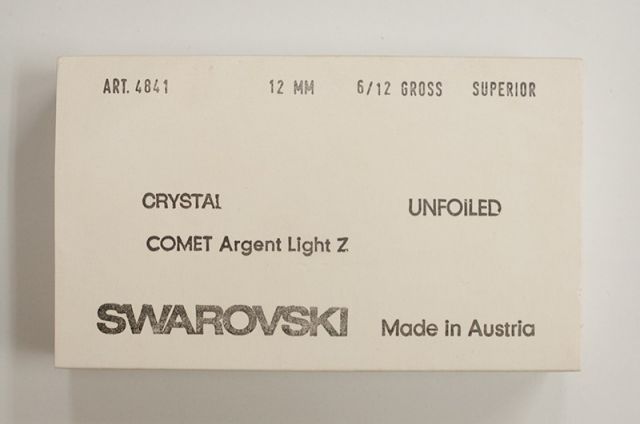 ART. 4841 12 MM 6/12 GROSS SUPERIOR
CRYSTAL UNFOILED
COMET Argent Light Z
SWAROVSKI Made in Austria